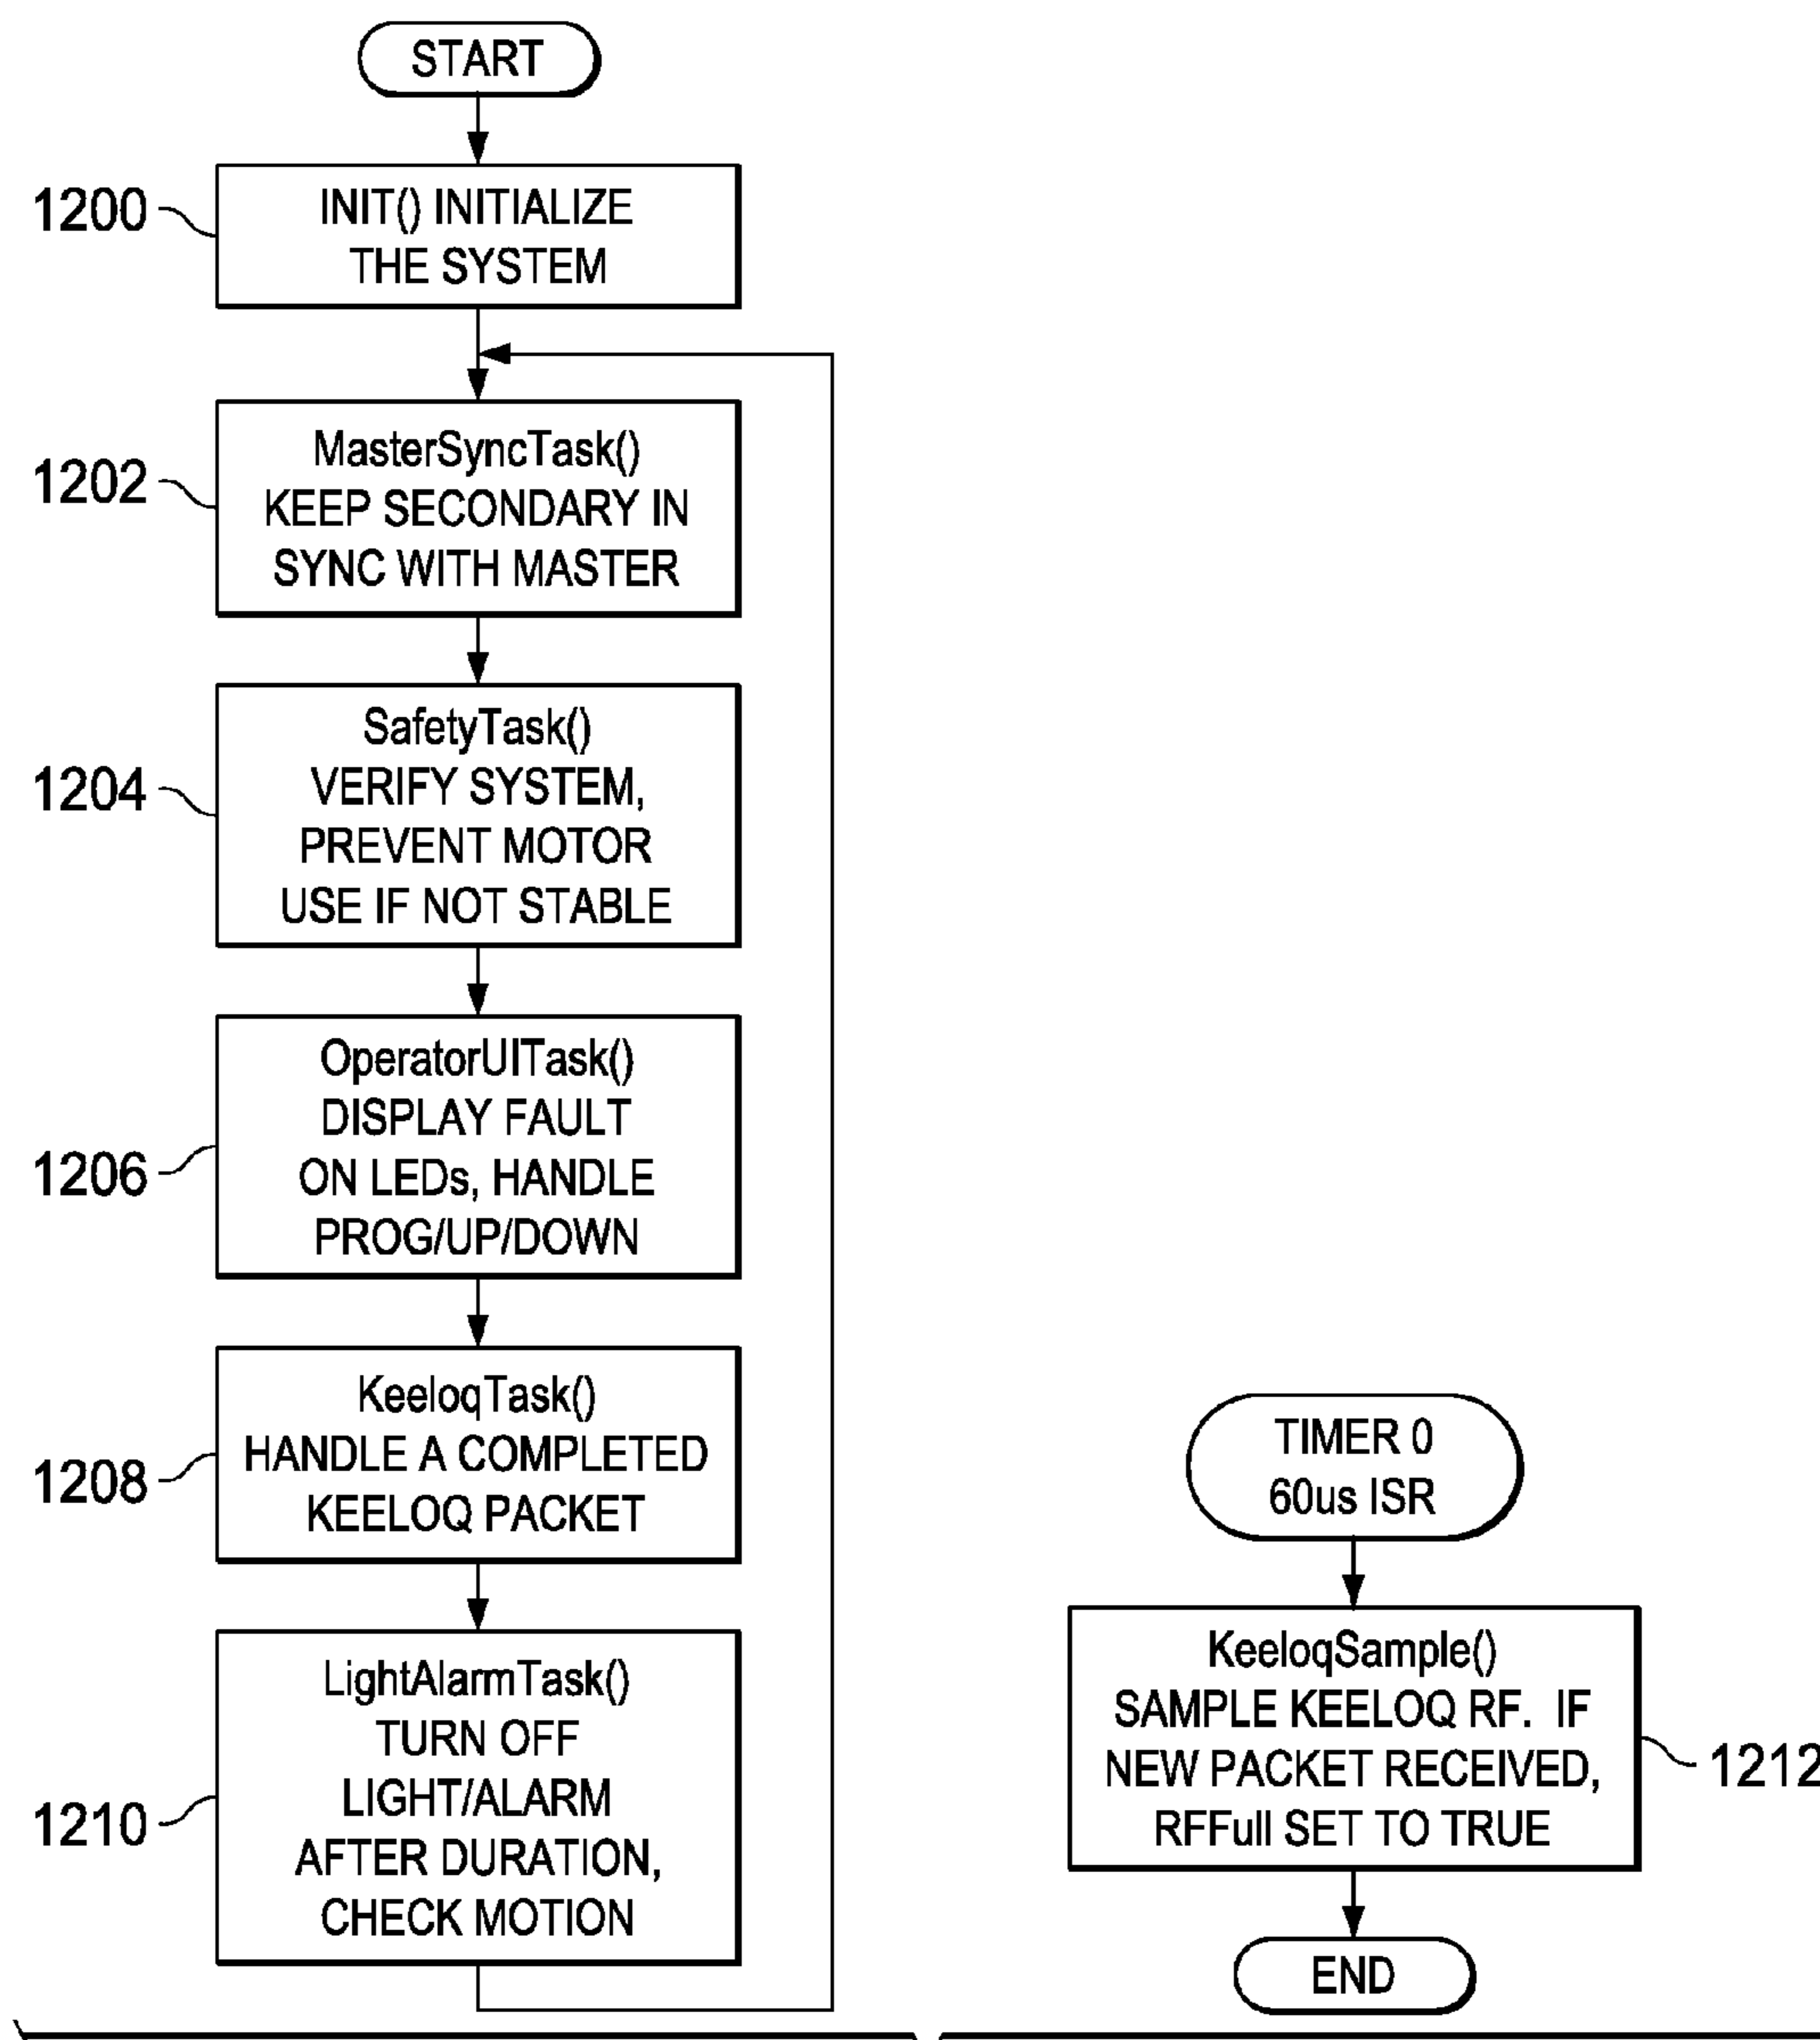 START
1200
INIT() INITIALIZE
THE SYSTEM
1202
MasterSyncTask()
KEEP SECONDARY IN
SYNC WITH MASTER
1204
SafetyTask()
VERIFY SYSTEM,
PREVENT MOTOR
USE IF NOT STABLE
1206
OperatorUITask()
DISPLAY FAULT
ON LEDs, HANDLE
PROG/UP/DOWN
1208
KeeloqTask()
HANDLE A COMPLETED
KEELOQ PACKET
1210
LightAlarmTask()
TURN OFF
LIGHT/ALARM
AFTER DURATION,
CHECK MOTION
TIMER 0
60us ISR
KeeloqSample()
SAMPLE KEELOQ RF. IF
NEW PACKET RECEIVED,
RFFull SET TO TRUE
1212
END